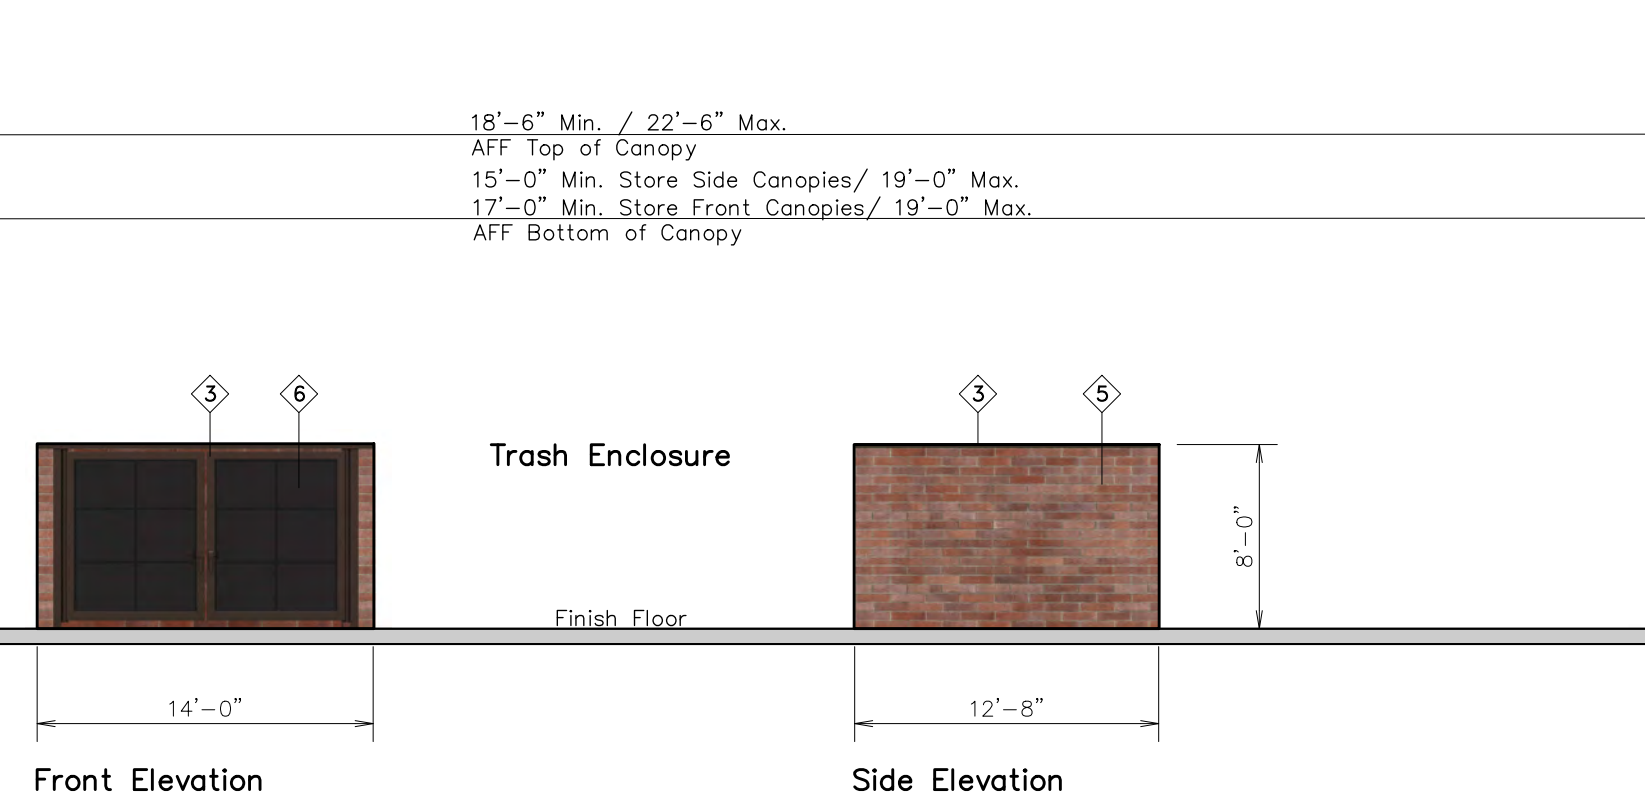 18'-6" Min. / 22'-6" Max.
AFF Top of Canopy
15'-0" Min. Store Side Canopies/ 19'-0" Max.
17'-0" Min. Store Front Canopies/ 19'-0" Max.
AFF Bottom of Canopy
3
6
3
5
Trash Enclosure
8'-0"
Finish Floor
14'-0"
12'-8"
Front Elevation
Side Elevation